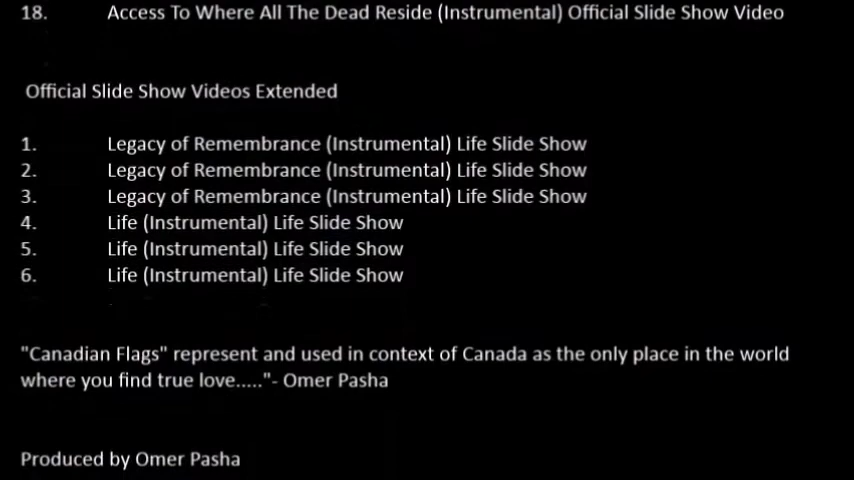 18. Access To Where All The Dead Reside (Instrumental) Official Slide Show Video
Official Slide Show Videos Extended
1. Legacy of Remembrance (Instrumental) Life Slide Show
2. Legacy of Remembrance (Instrumental) Life Slide Show
3. Legacy of Remembrance (Instrumental) Life Slide Show
4. Life (Instrumental) Life Slide Show
5. Life (Instrumental) Life Slide Show
6. Life (Instrumental) Life Slide Show
"Canadian Flags" represent and used in context of Canada as the only place in the world
where you find true love....."- Omer Pasha
Produced by Omer Pasha